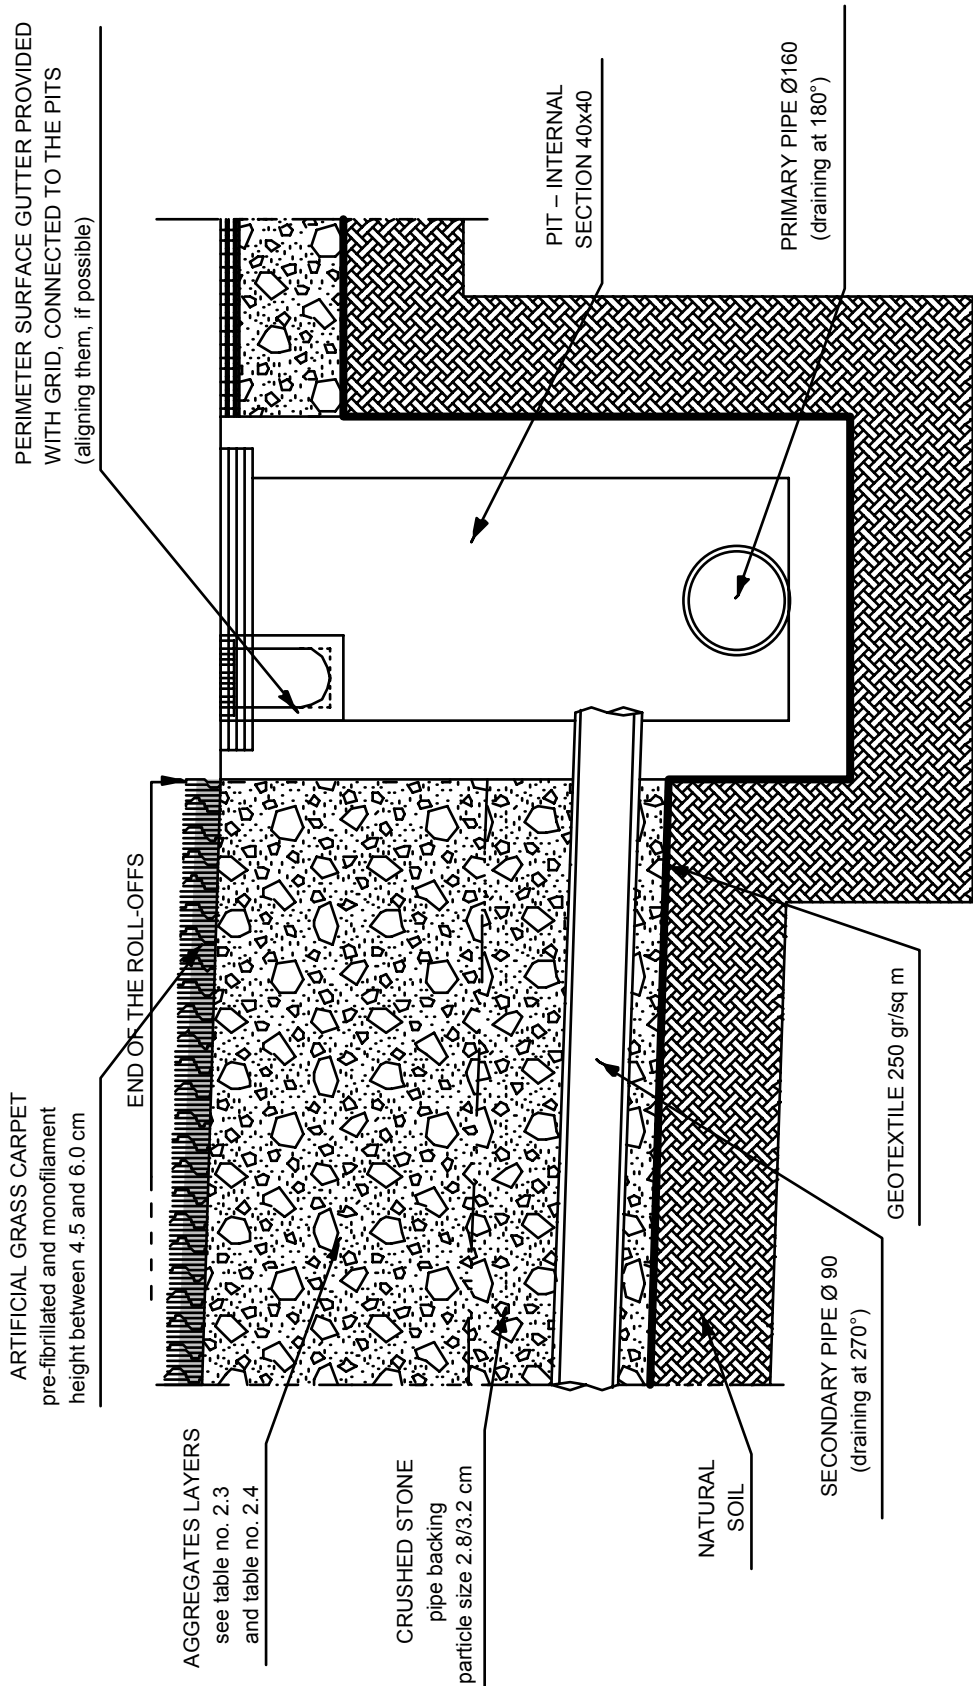 ARTIFICIAL GRASS CARPET
pre-fibrillated and monofilament
height between 4.5 and 6.0 cm
END OF THE ROLL-OFFS
PERIMETER SURFACE GUTTER PROVIDED
WITH GRID, CONNECTED TO THE PITS
(aligning them, if possible)
AGGREGATES LAYERS
see table no. 2.3
and table no. 2.4
CRUSHED STONE
pipe backing
particle size 2.8/3.2 cm
NATURAL
SOIL
SECONDARY PIPE Ø 90
(draining at 270°)
GEOTEXTILE 250 gr/sq m
PIT – INTERNAL
SECTION 40x40
PRIMARY PIPE Ø160
(draining at 180°)